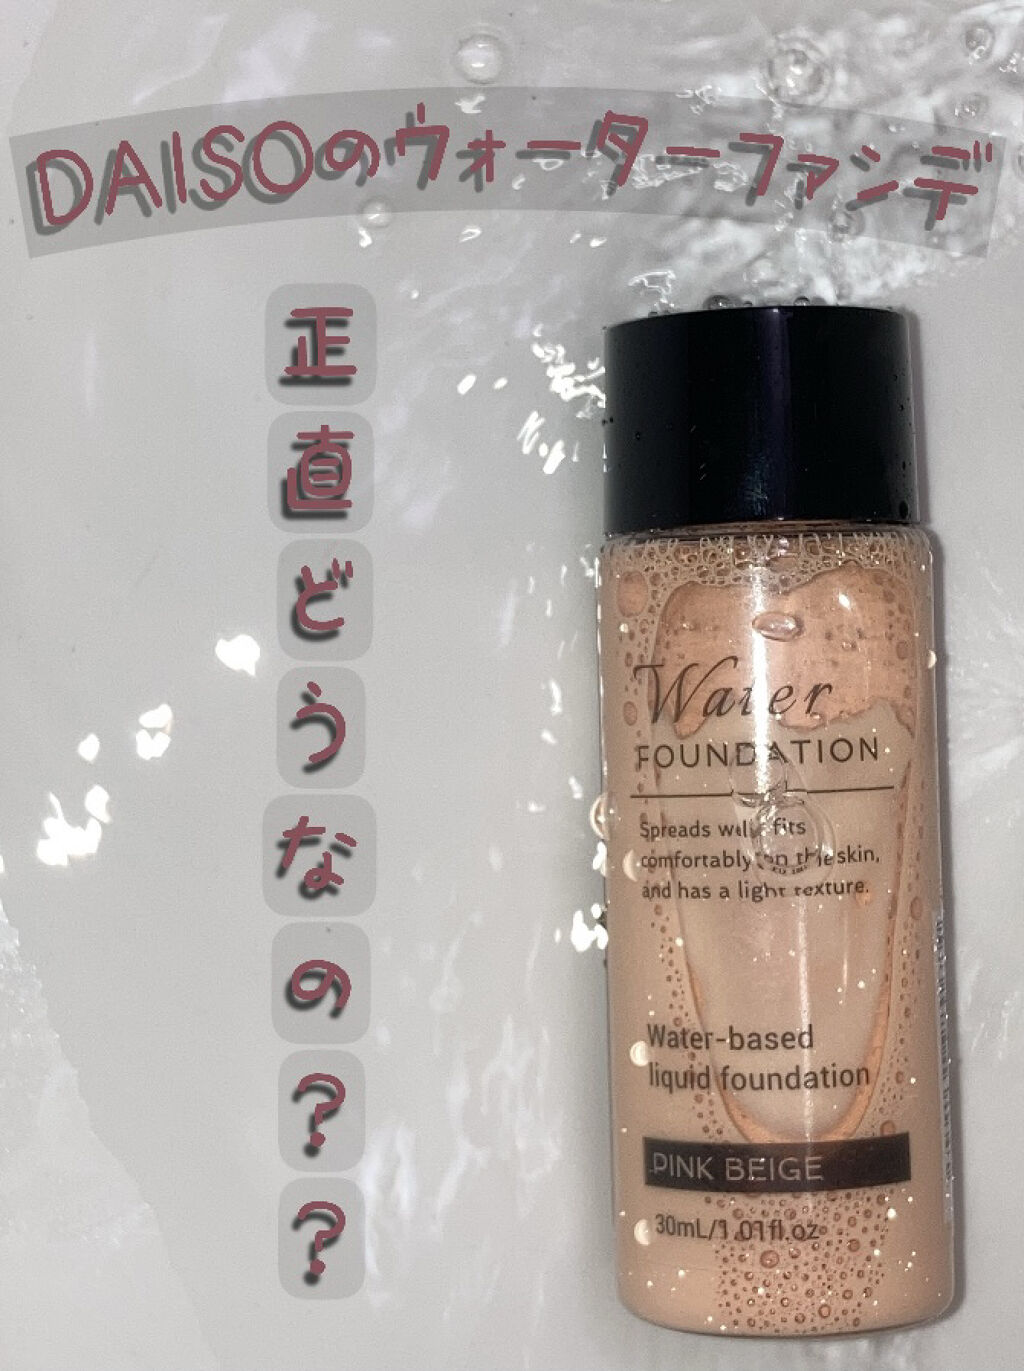 DAISOのウォーターファンデ
正直どうなの？？
Water
FOUNDATION
Spreads well, fits
comfortably on the skin,
and has a light texture.
Water-based
liquid foundation
PINK BEIGE
30mL/1.01fl.oz